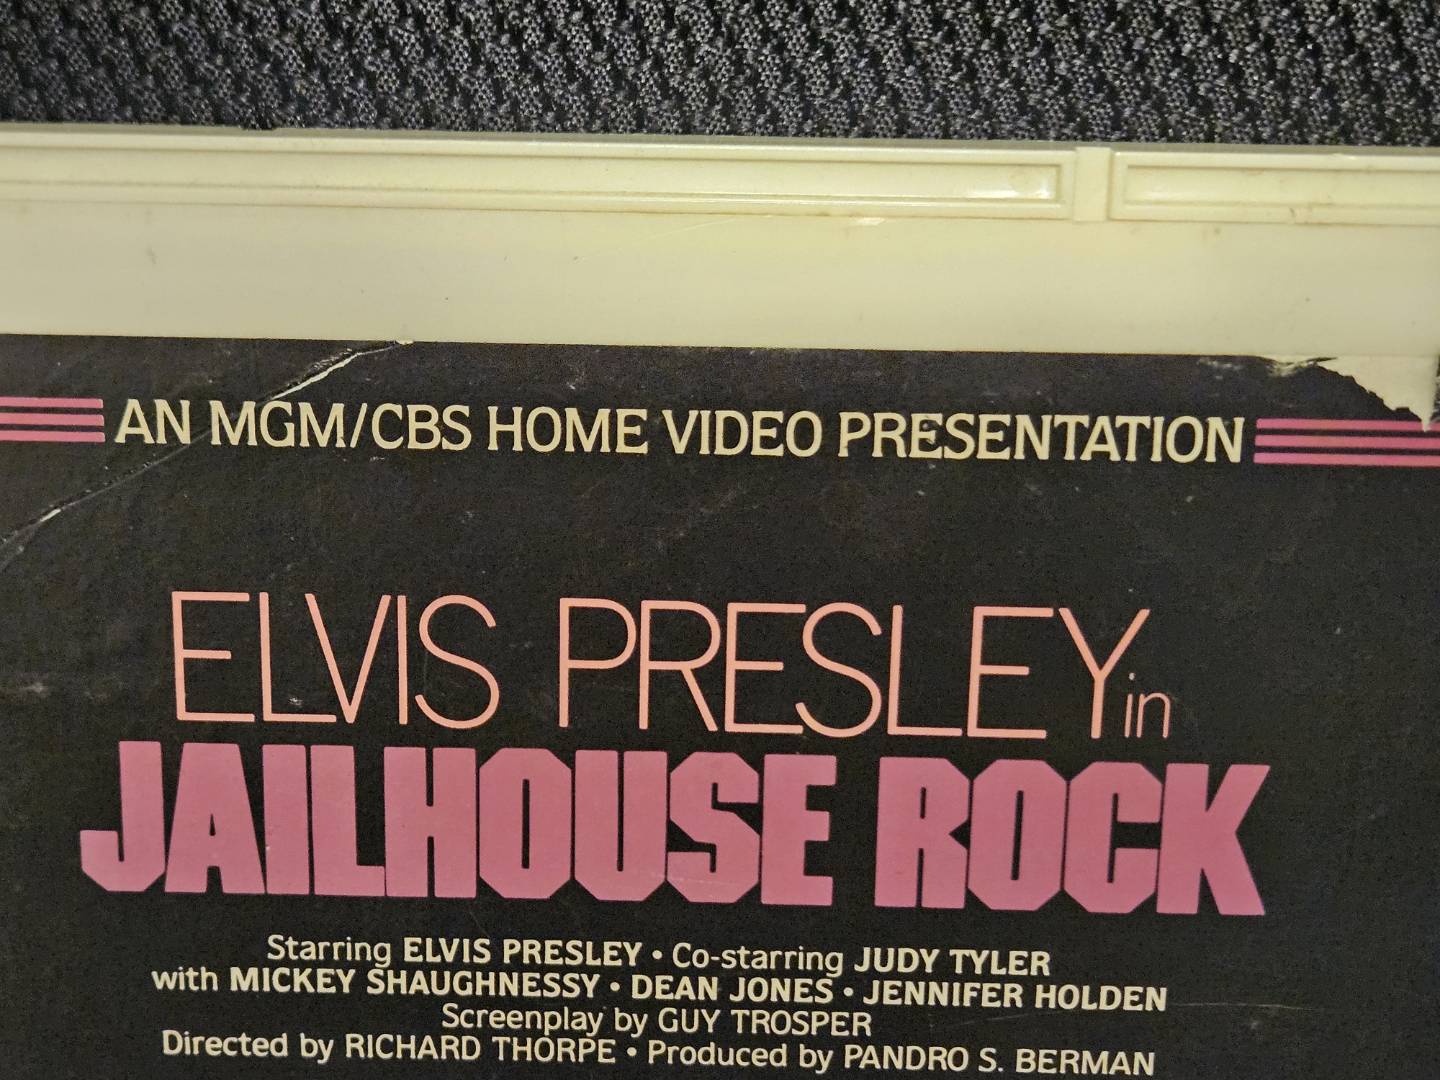 AN MGM/CBS HOME VIDEO PRESENTATION
ELVIS PRESLEY in
JAILHOUSE ROCK
Starring ELVIS PRESLEY • Co-starring JUDY TYLER
with MICKEY SHAUGHNESSY • DEAN JONES • JENNIFER HOLDEN
Screenplay by GUY TROSPER
Directed by RICHARD THORPE • Produced by PANDRO S. BERMAN